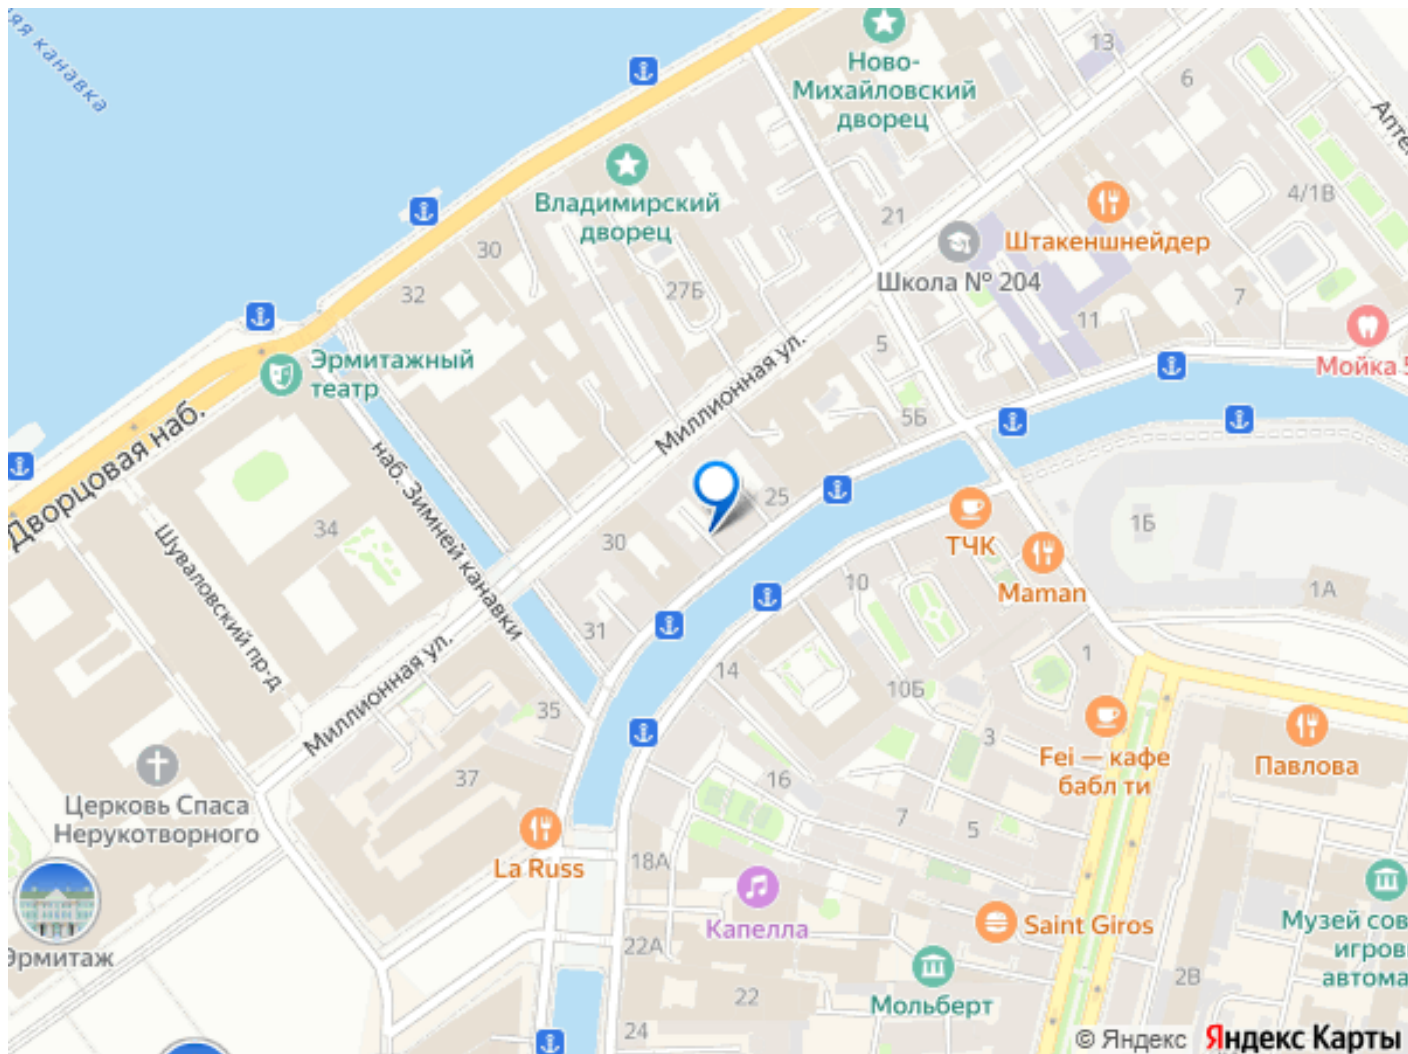 яя канавка
13
Ново-
Михайловский
дворец
6
Апте
Владимирский
дворец
21
4/1В
Штакеншнейдер
30
Школа № 204
27Б
32
7
11
5
Мойка 5
Эрмитажный
театр
Миллионная ул.
5Б
Дворцовая наб.
наб. Зимней канавки
25
34
1Б
30
ТЧК
Шуваловский пр-д
10
Maman
1А
31
Миллионная ул.
1
14
10Б
35
3
Fei — кафе
бабл ти
Павлова
37
16
Церковь Спаса
Нерукотворного
7
5
18А
La Russ
Капелла
Saint Giros
Музей сов
игров
автома
22А
Эрмитаж
2В
22
Мольберт
24
© Яндекс Яндекс Карты